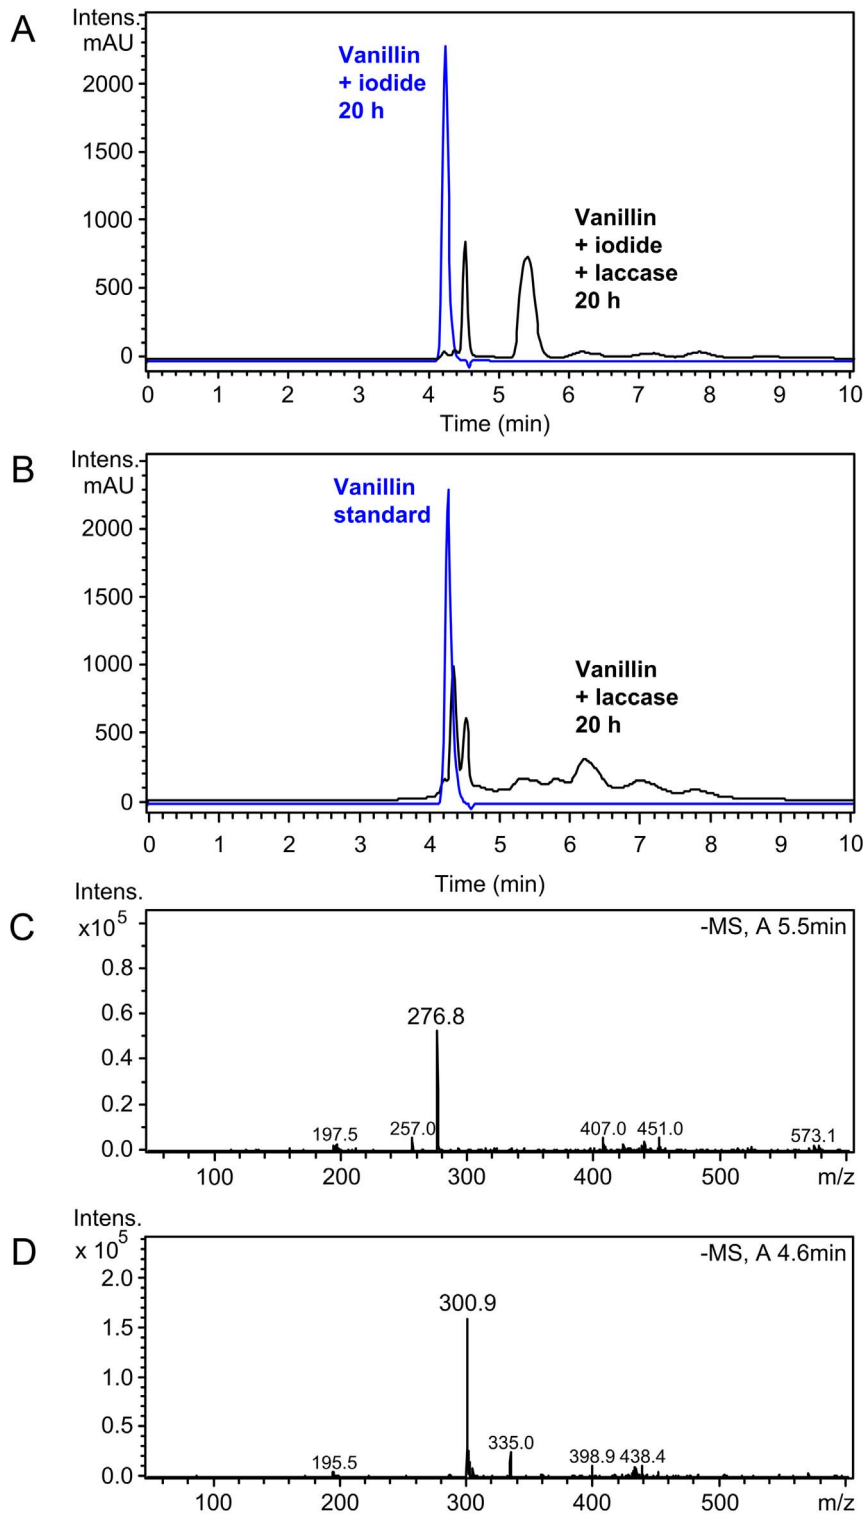 A
Intens.
mAU
2000
1500
1000
500
0
Vanillin
+ iodide
20 h
Vanillin
+ iodide
+ laccase
20 h
0 1 2 3 4 5 6 7 8 9 10
Time (min)
B
Intens.
mAU
2000
1500
1000
500
0
Vanillin
standard
Vanillin
+ laccase
20 h
0 1 2 3 4 5 6 7 8 9 10
Time (min)
C
Intens.
x10^5
0.8
0.6
0.4
0.2
0.0
-MS, A 5.5min
276.8
197.5 257.0 407.0 451.0 573.1
100 200 300 400 500 m/z
D
Intens.
x 10^5
2.0
1.5
1.0
0.5
0.0
-MS, A 4.6min
300.9
335.0
195.5 398.9 438.4
100 200 300 400 500 m/z